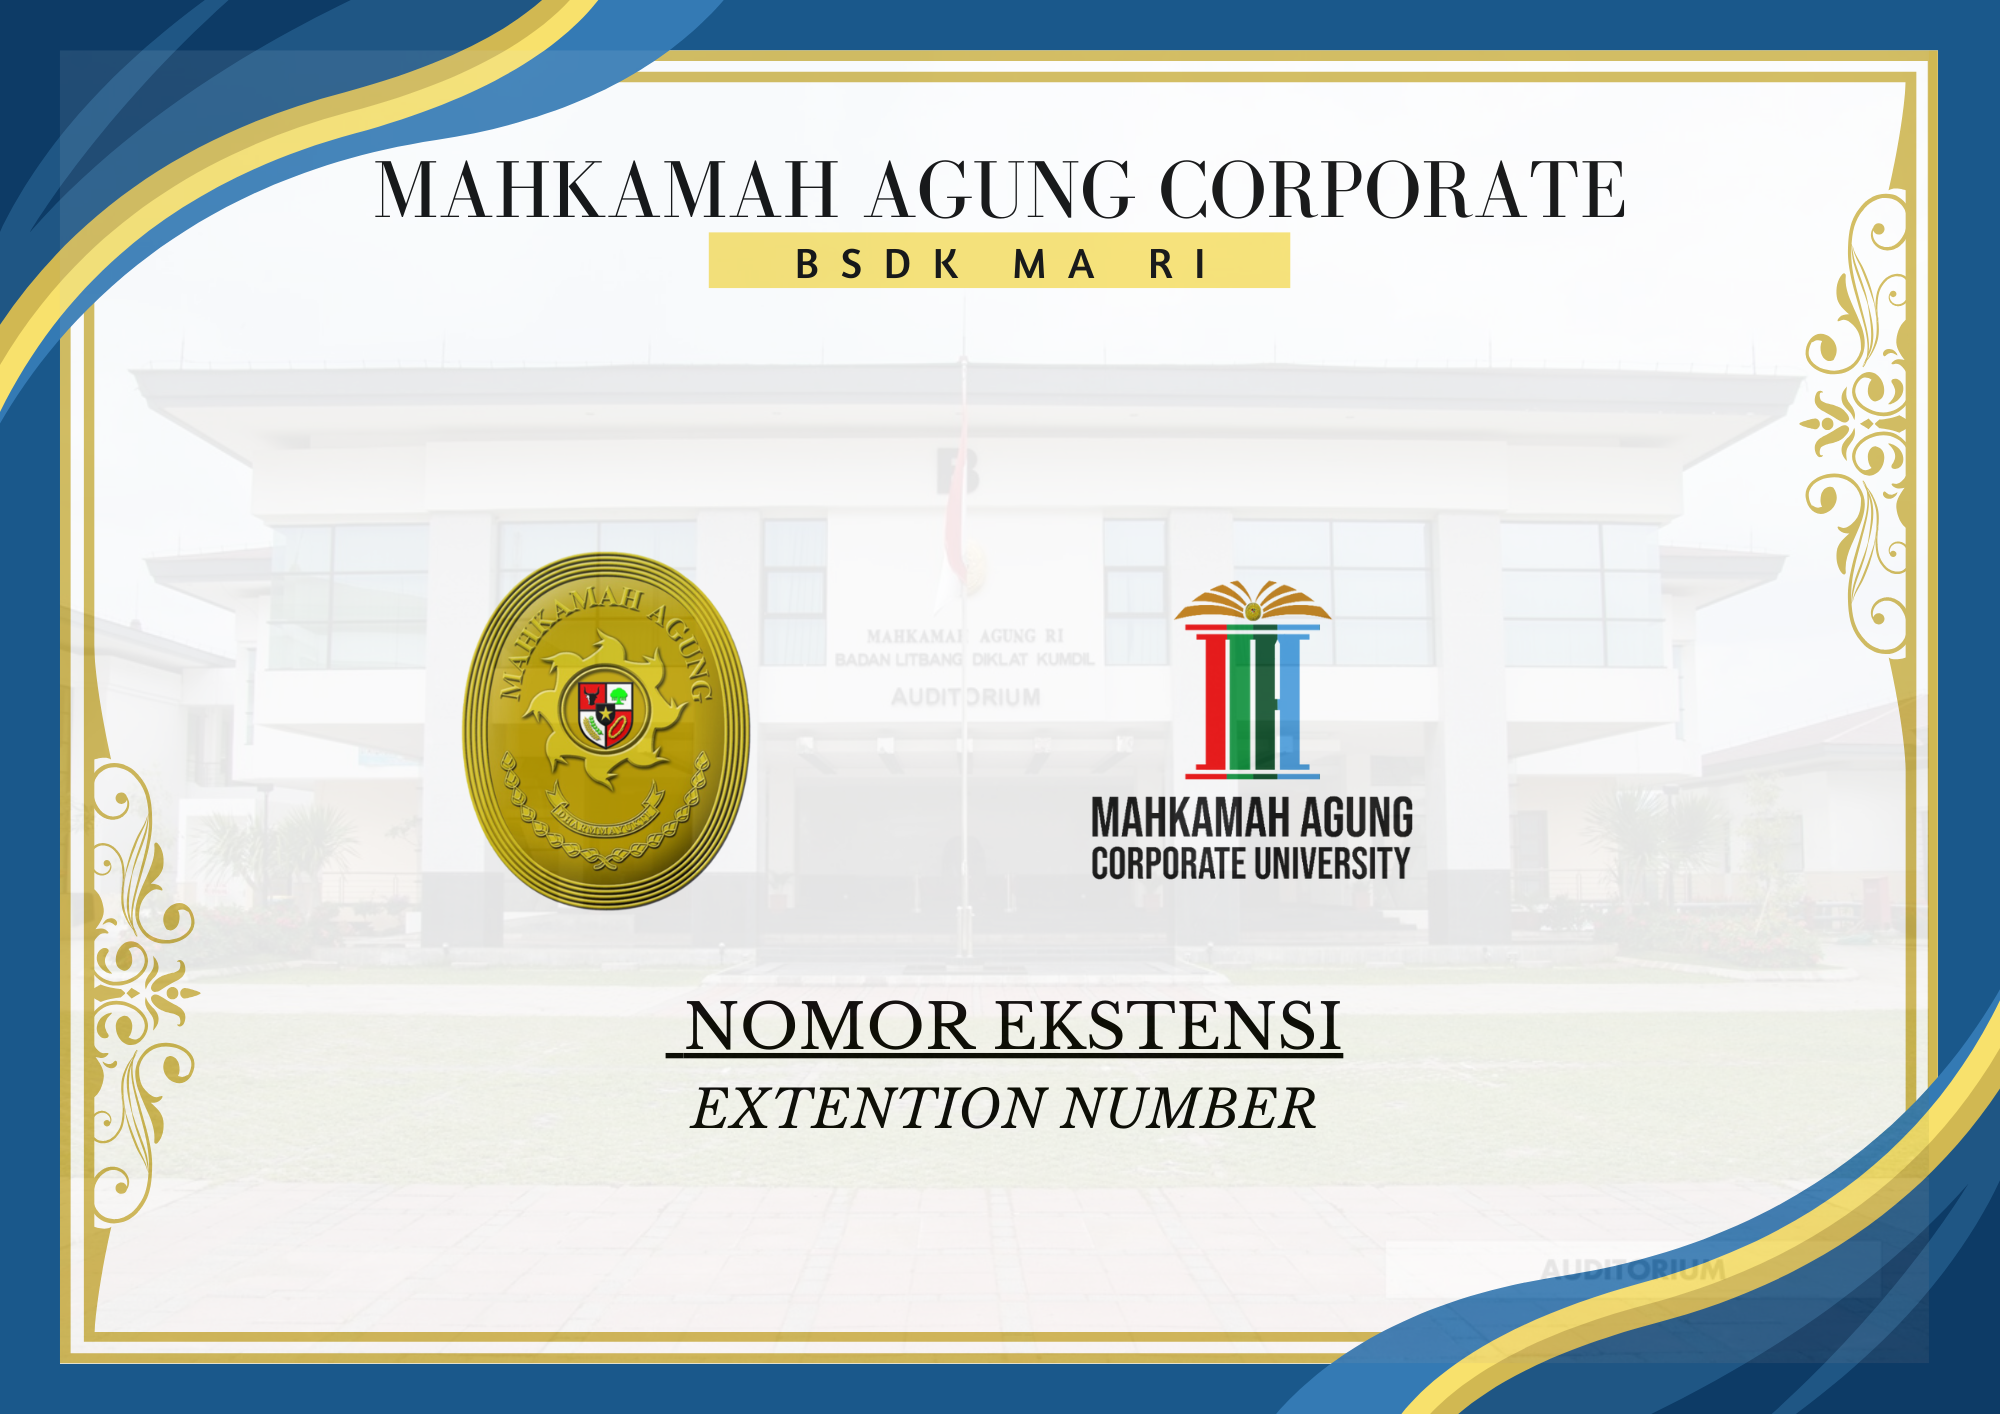 MAHKAMAH AGUNG CORPORATE
BSDK MA RI
B
MAHKAMAH AGUNG RI
BADAN LITBANG DIKLAT KUMDIL
AUDITORIUM
MAHKAMAH AGUNG
DHARMMAYUKTI
MAHKAMAH AGUNG
CORPORATE UNIVERSITY
NOMOR EKSTENSI
EXTENTION NUMBER
AUDITORIUM